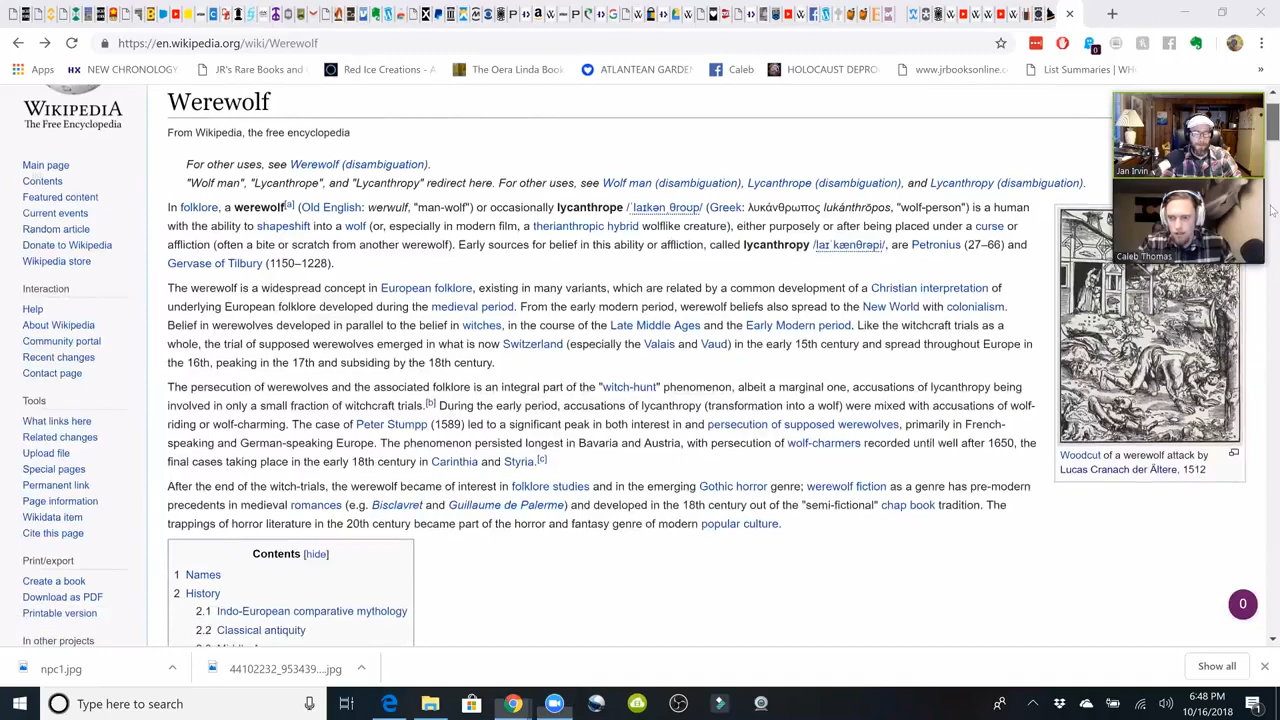 https://en.wikipedia.org/wiki/Werewolf
0
Apps
NEW CHRONOLOGY
JR's Rare Books and
Red Ice Creations - A
The Oera Linda Book
ATLANTEAN GARDE
Caleb
HOLOCAUST DEPRO
www.jrbooksonline.c
List Summaries | WH
WIKIPEDIA
The Free Encyclopedia
Main page
Contents
Featured content
Current events
Random article
Donate to Wikipedia
Wikipedia store
Interaction
Help
About Wikipedia
Community portal
Recent changes
Contact page
Tools
What links here
Related changes
Upload file
Special pages
Permanent link
Page information
Wikidata item
Cite this page
Print/export
Create a book
Download as PDF
Printable version
In other projects
Werewolf
From Wikipedia, the free encyclopedia
For other uses, see Werewolf (disambiguation).
"Wolf man", "Lycanthrope", and "Lycanthropy" redirect here. For other uses, see Wolf man (disambiguation), Lycanthrope (disambiguation), and Lycanthropy (disambiguation).
In folklore, a werewolf[a] (Old English: werwulf, "man-wolf") or occasionally lycanthrope /ˈlaɪkənˌθroʊp/ (Greek: λυκάνθρωπος lukánthrōpos, "wolf-person") is a human
with the ability to shapeshift into a wolf (or, especially in modern film, a therianthropic hybrid wolflike creature), either purposely or after being placed under a curse or
affliction (often a bite or scratch from another werewolf). Early sources for belief in this ability or affliction, called lycanthropy /laɪˈkænθrəpi/, are Petronius (27–66) and
Gervase of Tilbury (1150–1228).
The werewolf is a widespread concept in European folklore, existing in many variants, which are related by a common development of a Christian interpretation of
underlying European folklore developed during the medieval period. From the early modern period, werewolf beliefs also spread to the New World with colonialism.
Belief in werewolves developed in parallel to the belief in witches, in the course of the Late Middle Ages and the Early Modern period. Like the witchcraft trials as a
whole, the trial of supposed werewolves emerged in what is now Switzerland (especially the Valais and Vaud) in the early 15th century and spread throughout Europe in
the 16th, peaking in the 17th and subsiding by the 18th century.
The persecution of werewolves and the associated folklore is an integral part of the "witch-hunt" phenomenon, albeit a marginal one, accusations of lycanthropy being
involved in only a small fraction of witchcraft trials.[b] During the early period, accusations of lycanthropy (transformation into a wolf) were mixed with accusations of wolf-
riding or wolf-charming. The case of Peter Stumpp (1589) led to a significant peak in both interest in and persecution of supposed werewolves, primarily in French-
speaking and German-speaking Europe. The phenomenon persisted longest in Bavaria and Austria, with persecution of wolf-charmers recorded until well after 1650, the
final cases taking place in the early 18th century in Carinthia and Styria.[c]
After the end of the witch-trials, the werewolf became of interest in folklore studies and in the emerging Gothic horror genre; werewolf fiction as a genre has pre-modern
precedents in medieval romances (e.g. Bisclavret and Guillaume de Palerme) and developed in the 18th century out of the "semi-fictional" chap book tradition. The
trappings of horror literature in the 20th century became part of the horror and fantasy genre of modern popular culture.
Contents [hide]
1 Names
2 History
2.1 Indo-European comparative mythology
2.2 Classical antiquity
Jan Irvin
Caleb Thomas
Woodcut of a werewolf attack by
Lucas Cranach der Ältere, 1512
0
npc1.jpg
44102232_953439....jpg
Show all
Type here to search
6:48 PM
10/16/2018
1